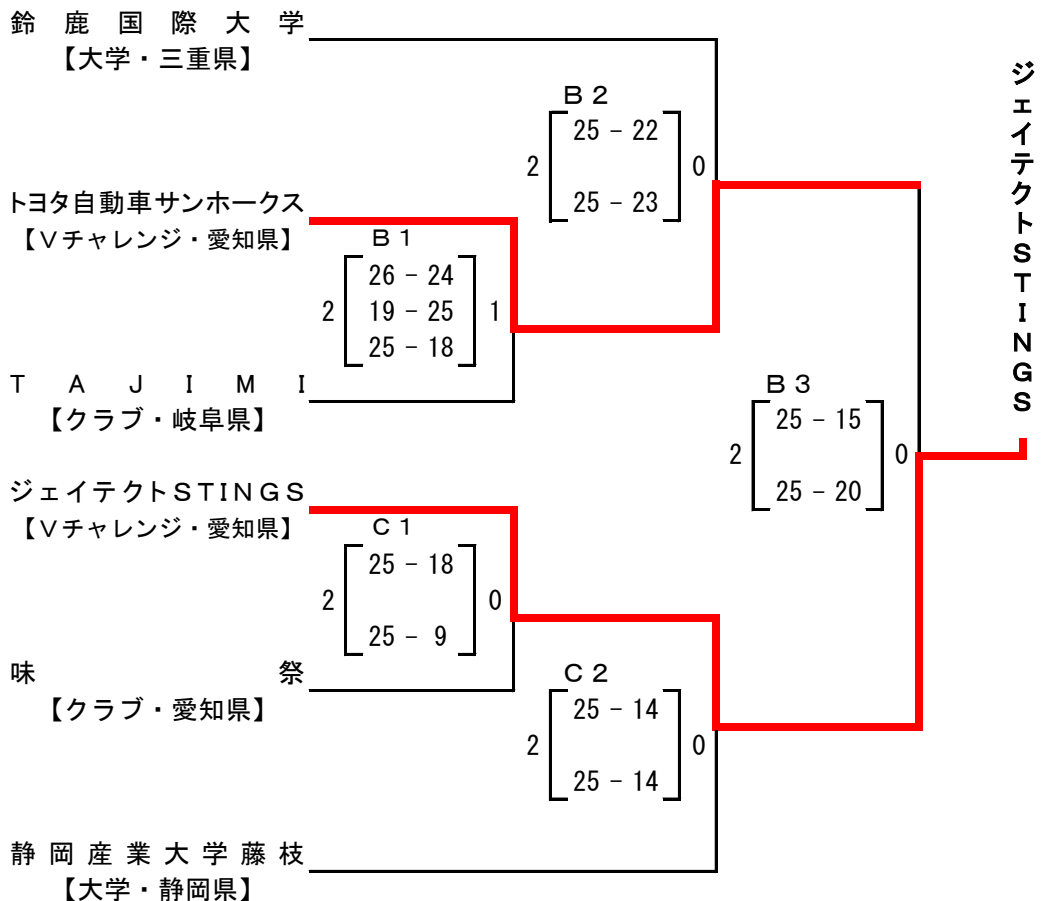 鈴鹿国際大学
【大学・三重県】
B2
25 - 22
2 0
25 - 23
トヨタ自動車サンホークス
【Vチャレンジ・愛知県】
B1
26 - 24
2 19 - 25 1
25 - 18
TAJIMI
【クラブ・岐阜県】
B3
25 - 15
2 0
25 - 20
ジェイテクトSTINGS
ジェイテクトSTINGS
【Vチャレンジ・愛知県】
C1
25 - 18
2 0
25 - 9
味祭
【クラブ・愛知県】
C2
25 - 14
2 0
25 - 14
静岡産業大学藤枝
【大学・静岡県】